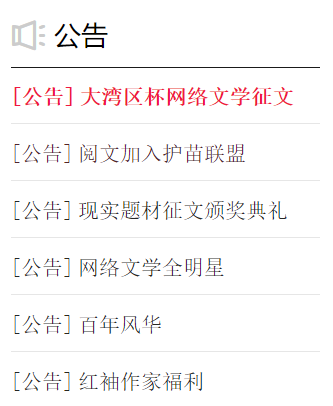 公告
[公告] 大湾区杯网络文学征文
[公告] 阅文加入护苗联盟
[公告] 现实题材征文颁奖典礼
[公告] 网络文学全明星
[公告] 百年风华
[公告] 红袖作家福利